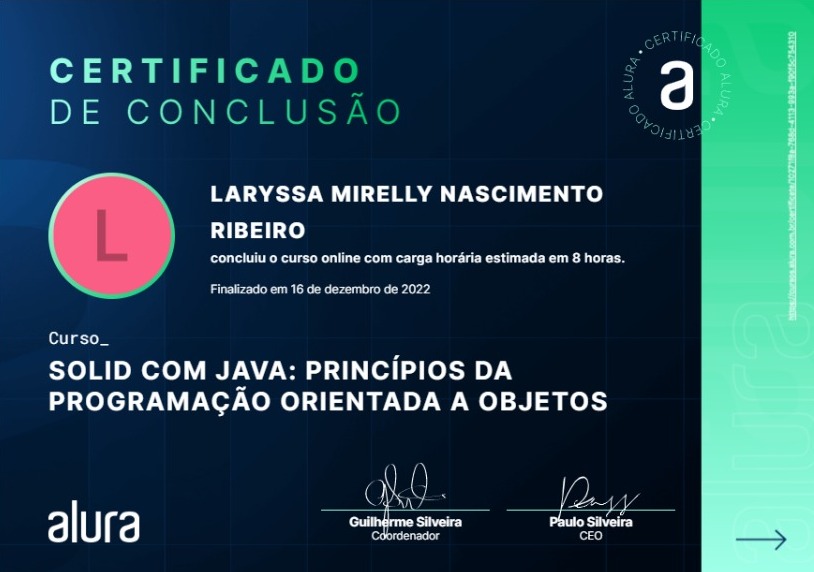 CERTIFICADO
DE CONCLUSÃO
CERTIFICADO ALURA • CERTIFICADO ALURA •
a
L
LARYSSA MIRELLY NASCIMENTO
RIBEIRO
concluiu o curso online com carga horária estimada em 8 horas.
Finalizado em 16 de dezembro de 2022
Curso_
SOLID COM JAVA: PRINCÍPIOS DA
PROGRAMAÇÃO ORIENTADA A OBJETOS
alura
Guilherme Silveira
Coordenador
Paulo Silveira
CEO
alura